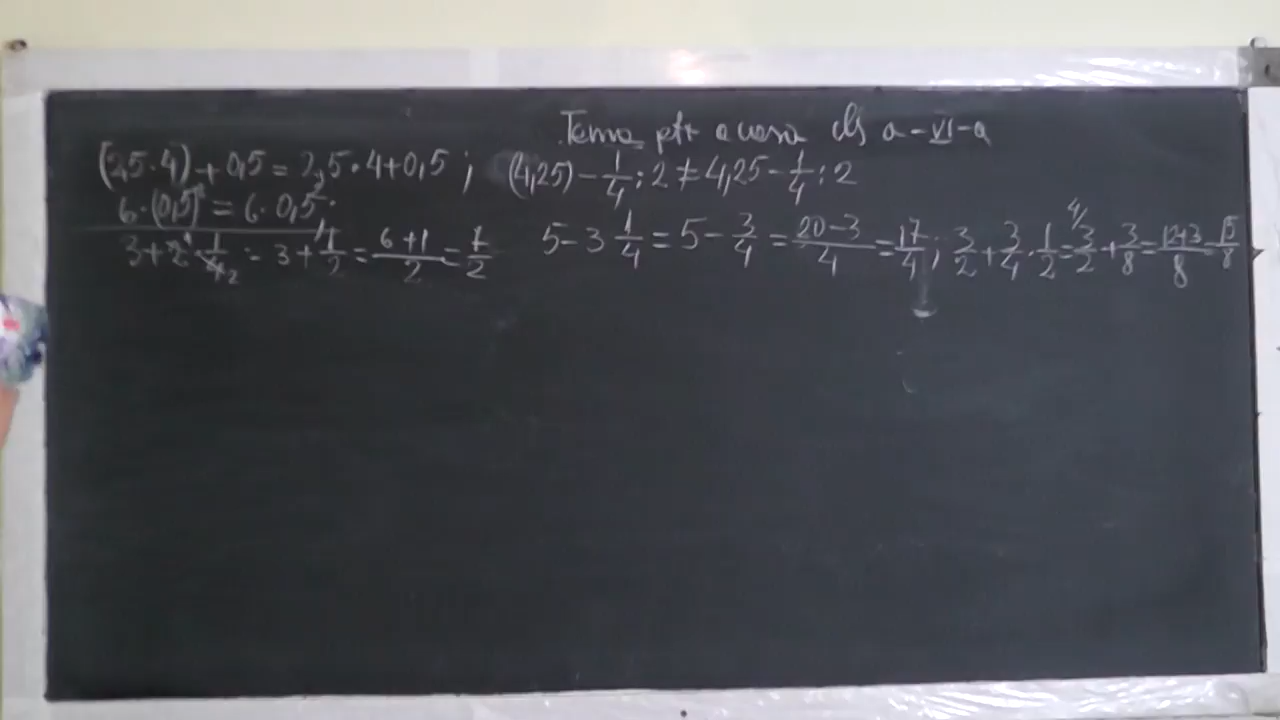 Tema ptr acasa cls a-VI-a
(2,5·4)+0,5=2,5·4+0,5; (4,25)-1/4:2≠4,25-1/4:2
6·(0,5)=6·0,5
3+2·1/4=3+1/2=6+1/2=7/2 5-3·1/4=5-3/4=20-3/4=17/4; 3/2+3/4·1/2=3/2+3/8=12+3/8=15/8